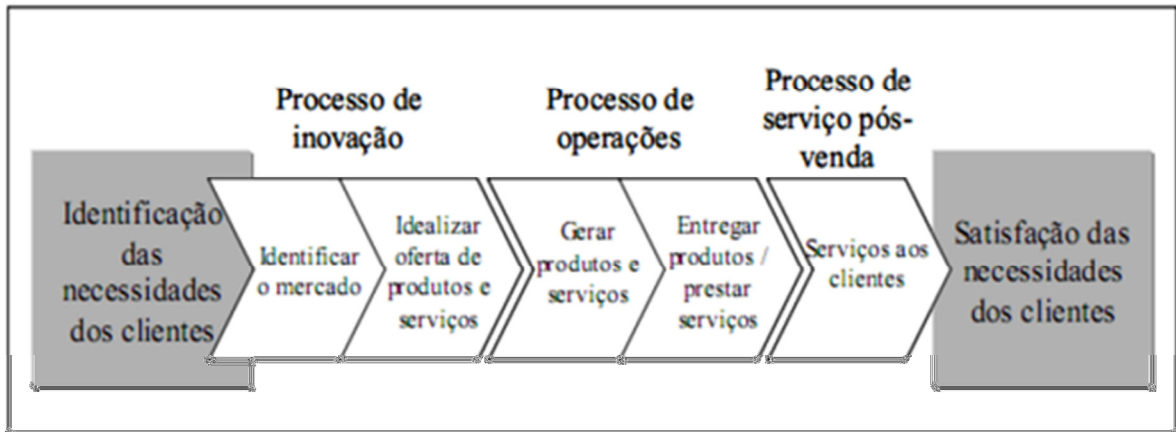 Processo de
inovação
Processo de
operações
Processo de
serviço pós-
venda
Identificação
das
necessidades
dos clientes
Identificar
o mercado
Idealizar
oferta de
produtos e
serviços
Gerar
produtos e
serviços
Entregar
produtos /
prestar
serviços
Serviços aos
clientes
Satisfação das
necessidades
dos clientes